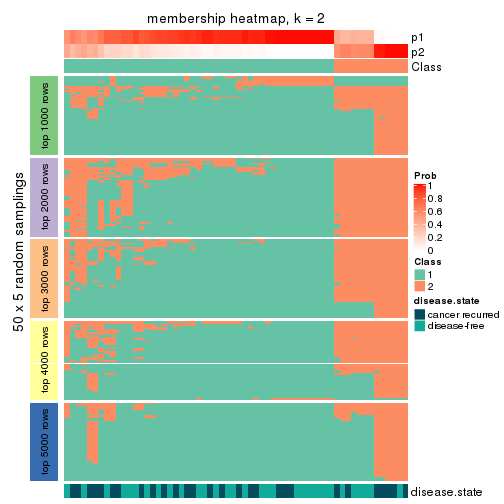 membership heatmap, k = 2
p1
p2
Class
50 x 5 random samplings
top 1000 rows
top 2000 rows
top 3000 rows
top 4000 rows
top 5000 rows
Prob
1
0.8
0.6
0.4
0.2
0
Class
1
2
disease.state
cancer recurred
disease-free
disease.state